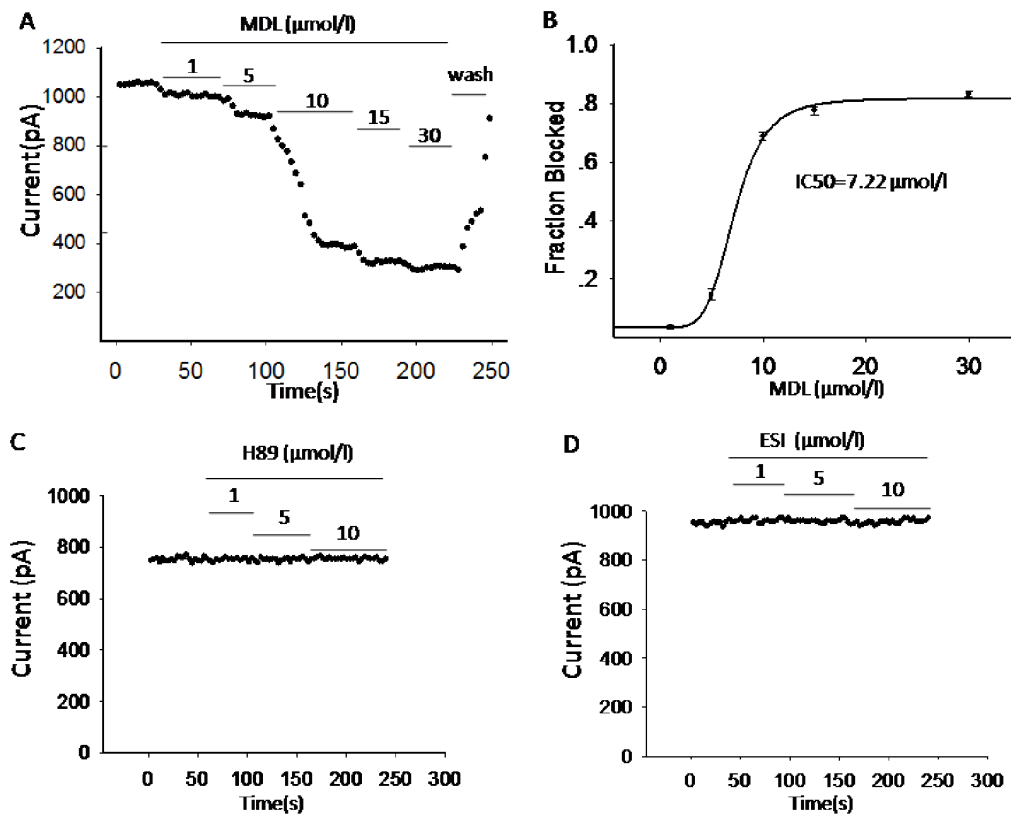 A
MDL (μmol/l)
1
5
10
15
30
wash
1200
1000
800
600
400
200
Current(pA)
0 50 100 150 200 250
Time(s)
B
1.0
.8
.6
.4
.2
Fraction Blocked
IC50=7.22 μmol/l
0 10 20 30
MDL (μmol/l)
C
H89 (μmol/l)
1
5
10
1000
800
600
400
200
0
Current (pA)
0 50 100 150 200 250 300
Time(s)
D
ESI (μmol/l)
1
5
10
1000
800
600
400
200
0
Current (pA)
0 50 100 150 200 250 300
Time(s)